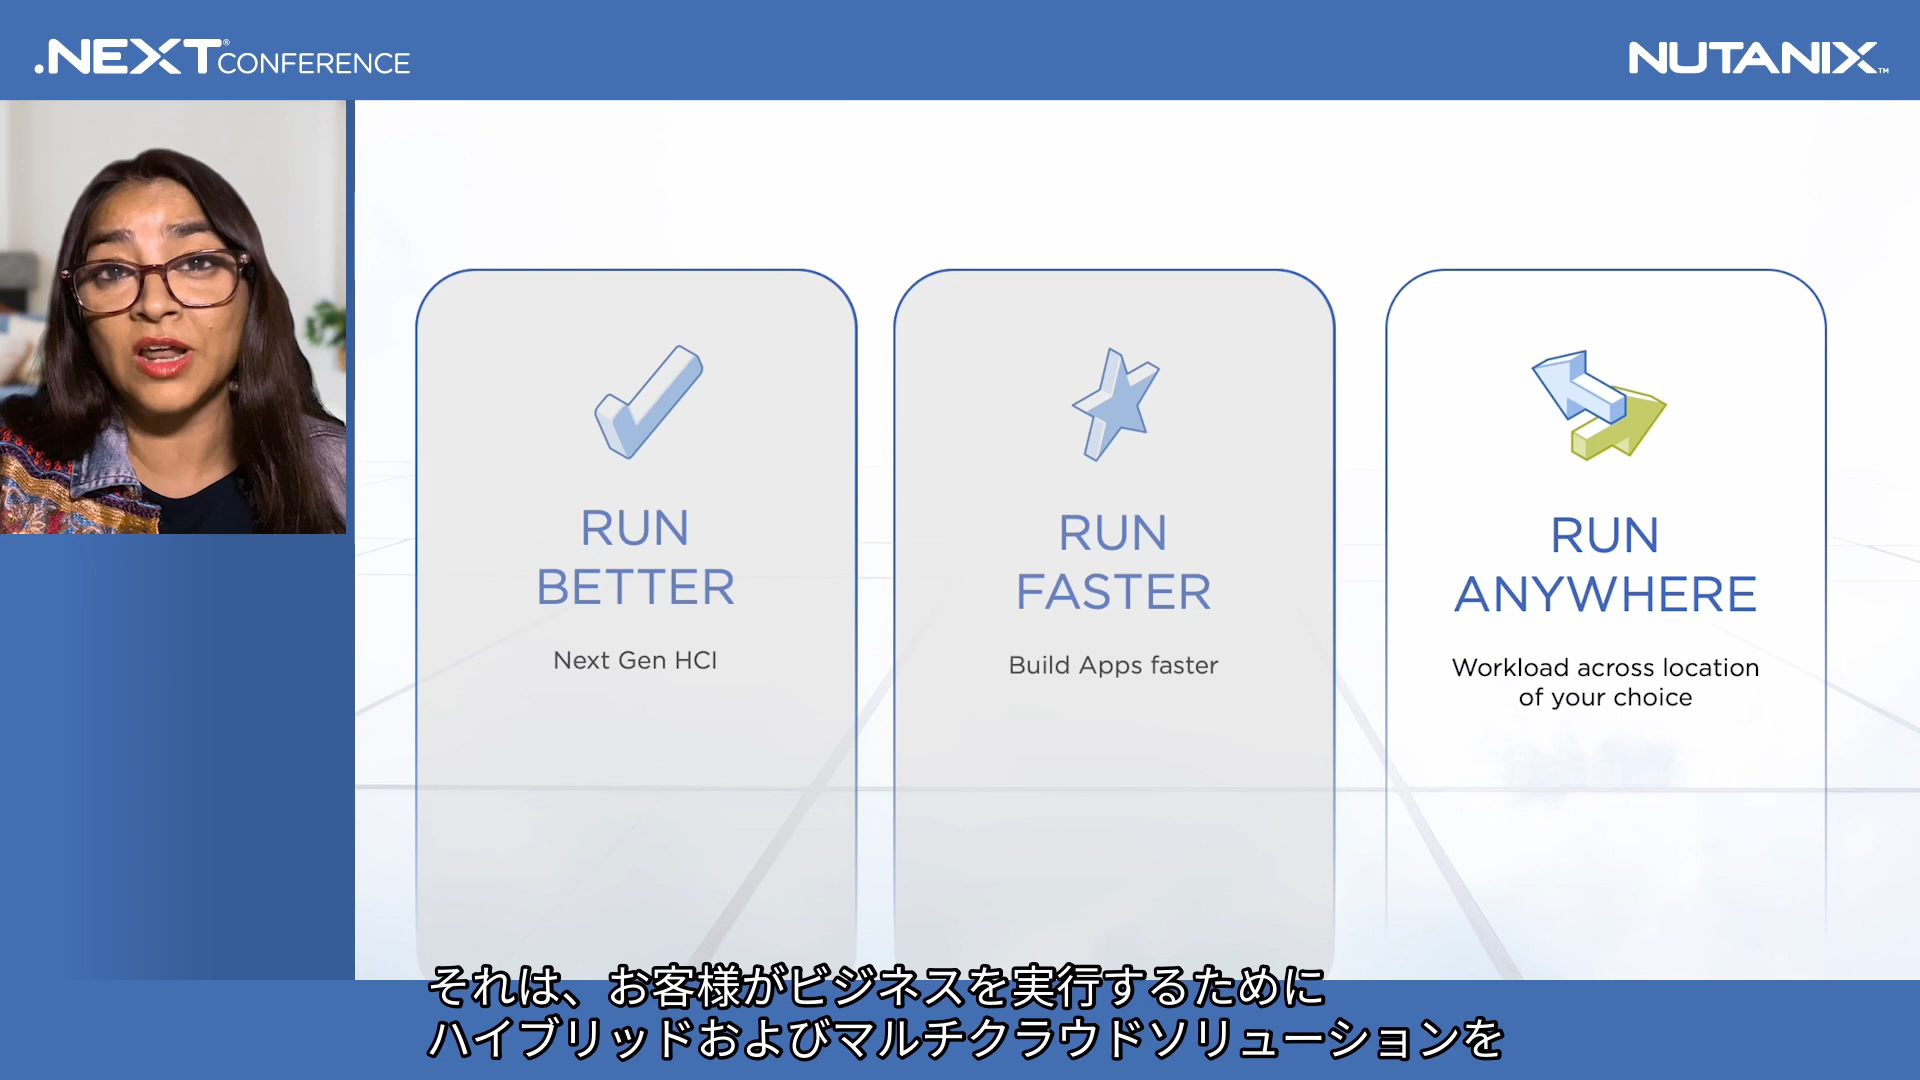 .NEXT® CONFERENCE
NUTANIX™
RUN
BETTER
Next Gen HCI
RUN
FASTER
Build Apps faster
RUN
ANYWHERE
Workload across location
of your choice
それは、お客様がビジネスを実行するために
ハイブリッドおよびマルチクラウドソリューションを